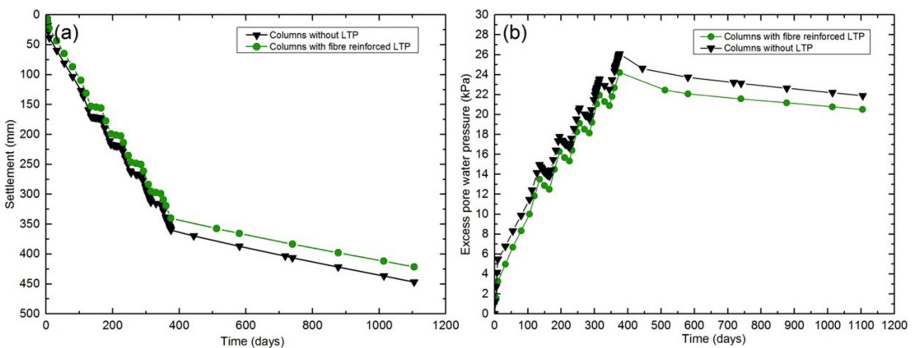 (a)
Columns without LTP
Columns with fibre reinforced LTP
Settlement (mm)
0
50
100
150
200
250
300
350
400
450
500
0 200 400 600 800 1000 1200
Time (days)
(b)
Columns with fibre reinforced LTP
Columns without LTP
Excess pore water pressure (kPa)
30
28
26
24
22
20
18
16
14
12
10
8
6
4
2
0
0 100 200 300 400 500 600 700 800 900 1000 1100 1200
Time (days)